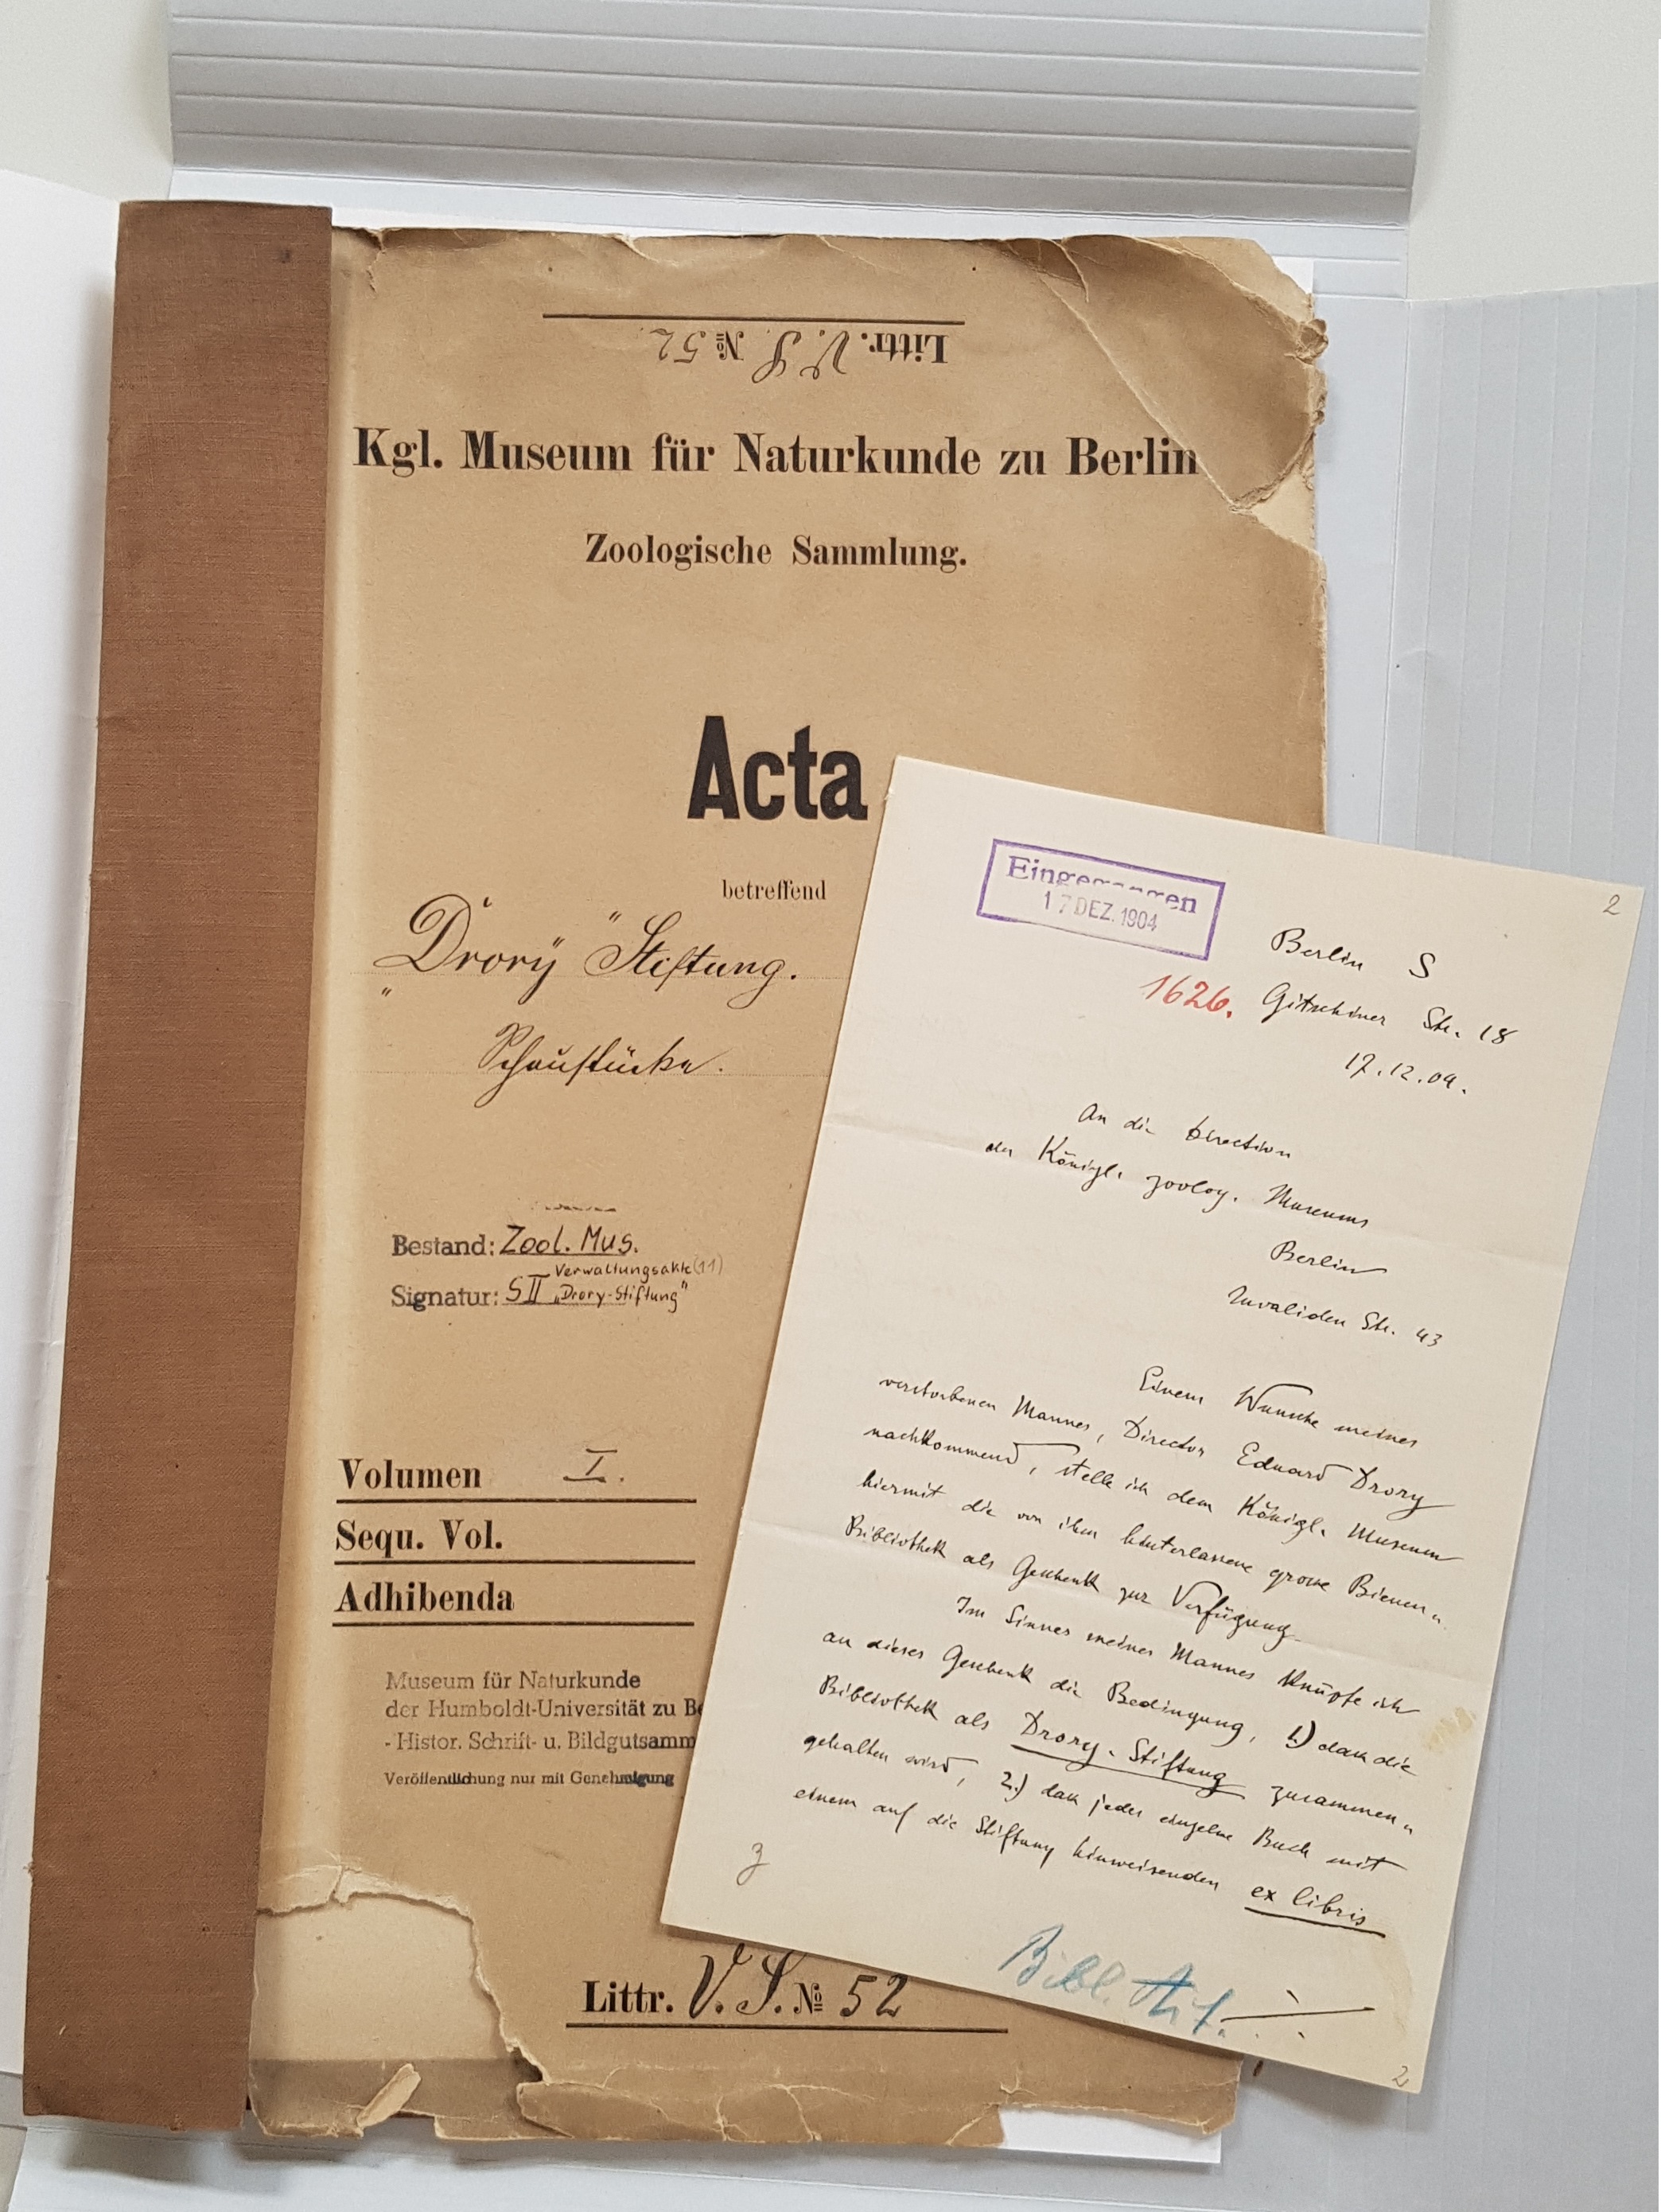 Littr. V. S. No 52
Kgl. Museum für Naturkunde zu Berlin
Zoologische Sammlung.
Acta
betreffend
„Drory" Stiftung.
Schaustücke.
Bestand: Zool. Mus.
Verwaltungsakte (11)
Signatur: S II „Drory-Stiftung"
Volumen I.
Sequ. Vol.
Adhibenda
Museum für Naturkunde
der Humboldt-Universität zu Be
- Histor. Schrift- u. Bildgutsamm
Veröffentlichung nur mit Genehmigung
Littr. V. S. No 52
2
Eingegangen
17 DEZ. 1904
Berlin S
1626. Gitschiner Str. 18
17.12.04.
An die Direction
des Königl. zoolog. Museums
Berlin
Invaliden Str. 43
Einem Wunsche meines
verstorbenen Mannes, Director Eduard Drory
nachkommend, stelle ich dem Königl. Museum
hiermit die von ihm hinterlassene grosse Bienen-
Bibliothek als Geschenk zur Verfügung.
Im Sinnes meines Mannes knüpfe ich
an dieses Geschenk die Bedingung, 1.) dass die
Bibliothek als Drory-Stiftung zusammen-
gehalten wird, 2.) dass jedes einzelne Buch mit
einem auf die Stiftung hinweisenden ex libris
3
2